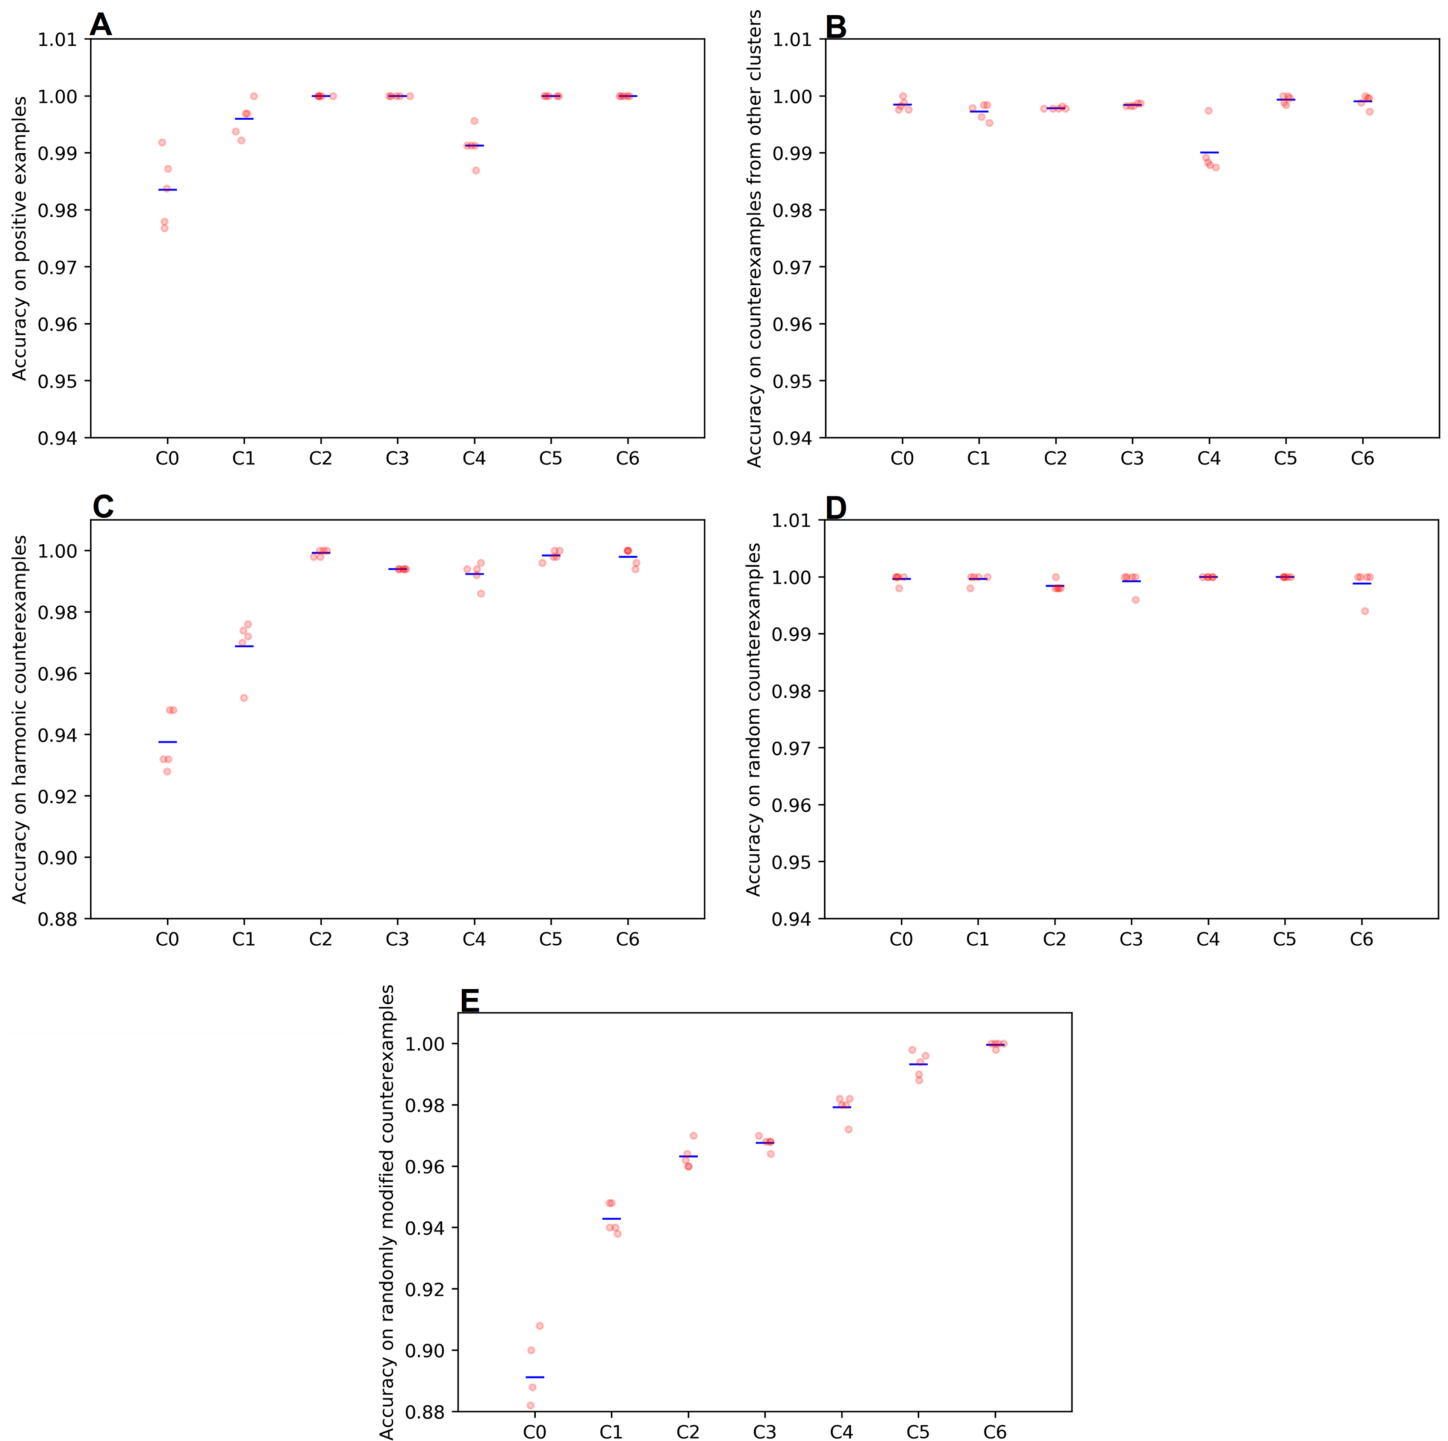 A
Accuracy on positive examples
1.01
1.00
0.99
0.98
0.97
0.96
0.95
0.94
C0 C1 C2 C3 C4 C5 C6
B
Accuracy on counterexamples from other clusters
1.01
1.00
0.99
0.98
0.97
0.96
0.95
0.94
C0 C1 C2 C3 C4 C5 C6
C
Accuracy on harmonic counterexamples
1.00
0.98
0.96
0.94
0.92
0.90
0.88
C0 C1 C2 C3 C4 C5 C6
D
Accuracy on random counterexamples
1.01
1.00
0.99
0.98
0.97
0.96
0.95
0.94
C0 C1 C2 C3 C4 C5 C6
E
Accuracy on randomly modified counterexamples
1.00
0.98
0.96
0.94
0.92
0.90
0.88
C0 C1 C2 C3 C4 C5 C6